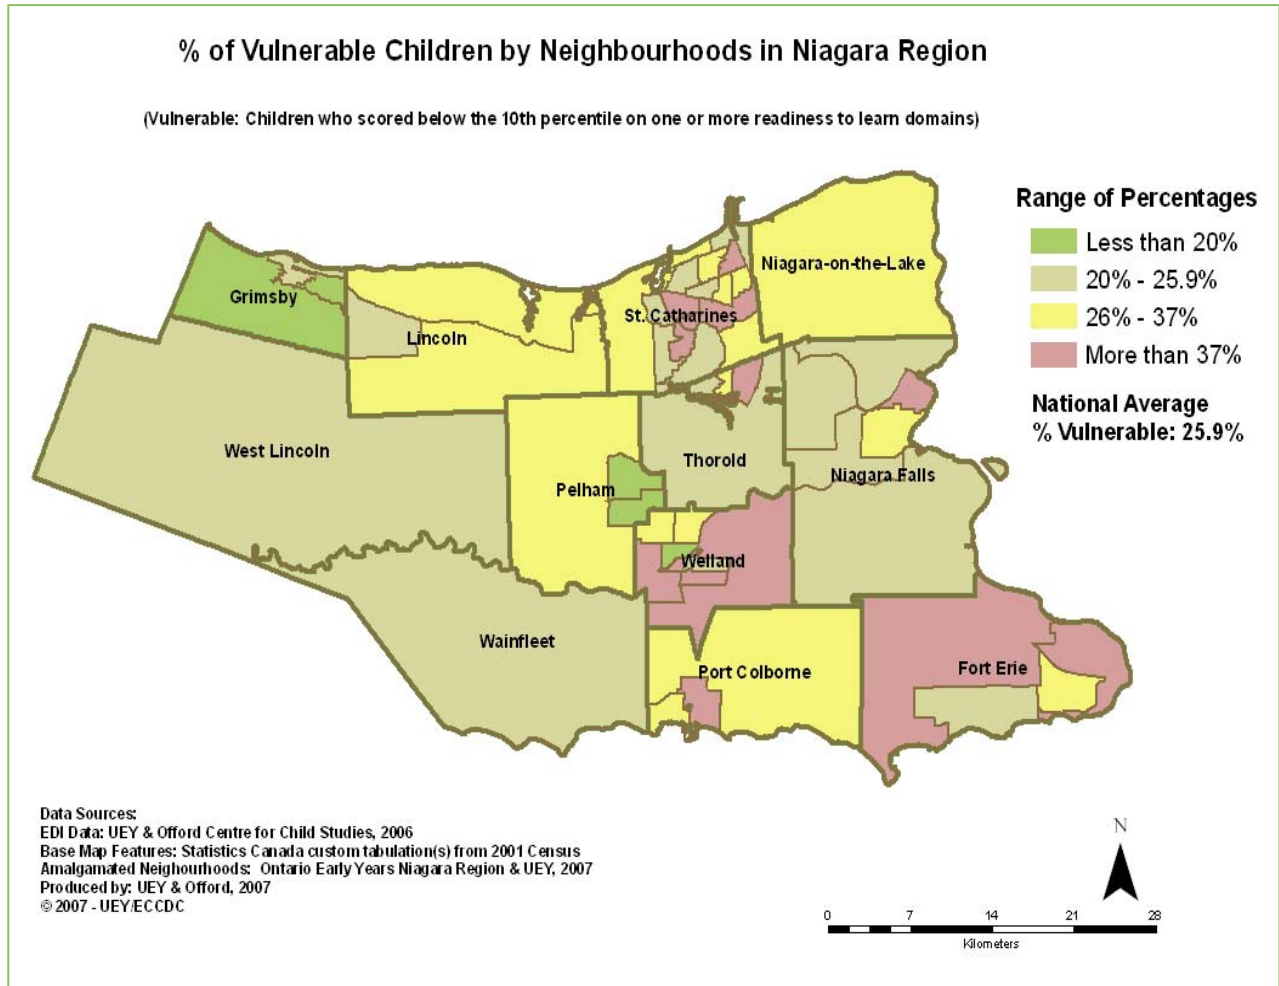 % of Vulnerable Children by Neighbourhoods in Niagara Region
(Vulnerable: Children who scored below the 10th percentile on one or more readiness to learn domains)
Range of Percentages
Less than 20%
20% - 25.9%
26% - 37%
More than 37%
National Average
% Vulnerable: 25.9%
Niagara-on-the-Lake
Grimsby
St. Catharines
Lincoln
West Lincoln
Thorold
Niagara Falls
Pelham
Welland
Wainfleet
Port Colborne
Fort Erie
Data Sources:
EDI Data: UEY & Offord Centre for Child Studies, 2006
Base Map Features: Statistics Canada custom tabulation(s) from 2001 Census
Amalgamated Neighourhoods: Ontario Early Years Niagara Region & UEY, 2007
Produced by: UEY & Offord, 2007
© 2007 - UEY/ECCDC
N
0 7 14 21 28
Kilometers